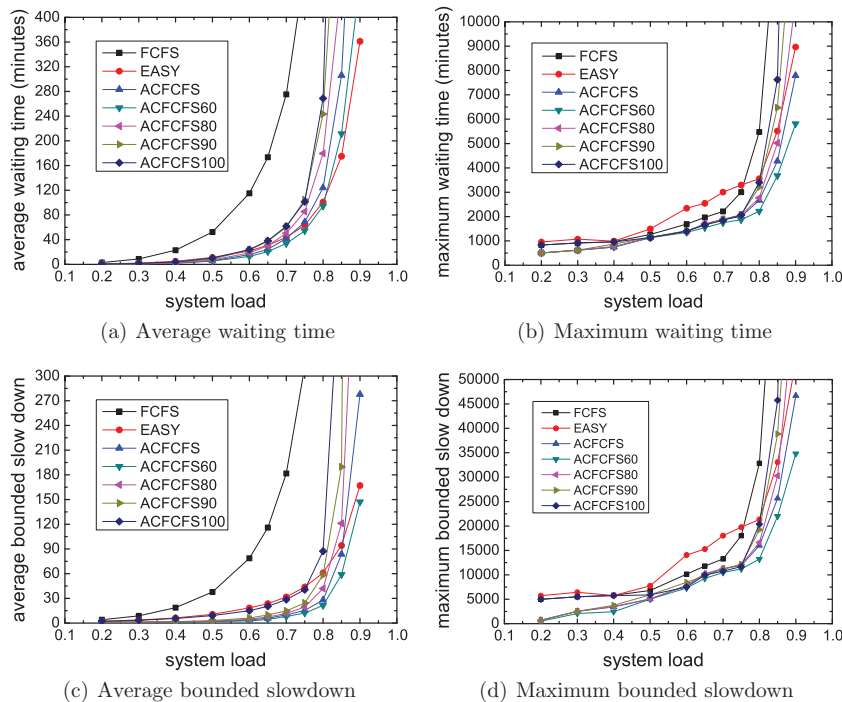 average waiting time (minutes)
400
360
320
280
240
200
160
120
80
40
0
FCFS
EASY
ACFCFS
ACFCFS60
ACFCFS80
ACFCFS90
ACFCFS100
0.1 0.2 0.3 0.4 0.5 0.6 0.7 0.8 0.9 1.0
system load
(a) Average waiting time
maximum waiting time (minutes)
10000
9000
8000
7000
6000
5000
4000
3000
2000
1000
0
FCFS
EASY
ACFCFS
ACFCFS60
ACFCFS80
ACFCFS90
ACFCFS100
0.1 0.2 0.3 0.4 0.5 0.6 0.7 0.8 0.9 1.0
system load
(b) Maximum waiting time
average bounded slow down
300
270
240
210
180
150
120
90
60
30
0
FCFS
EASY
ACFCFS
ACFCFS60
ACFCFS80
ACFCFS90
ACFCFS100
0.1 0.2 0.3 0.4 0.5 0.6 0.7 0.8 0.9 1.0
system load
(c) Average bounded slowdown
maximum bounded slow down
50000
45000
40000
35000
30000
25000
20000
15000
10000
5000
0
FCFS
EASY
ACFCFS
ACFCFS60
ACFCFS80
ACFCFS90
ACFCFS100
0.1 0.2 0.3 0.4 0.5 0.6 0.7 0.8 0.9 1.0
system load
(d) Maximum bounded slowdown